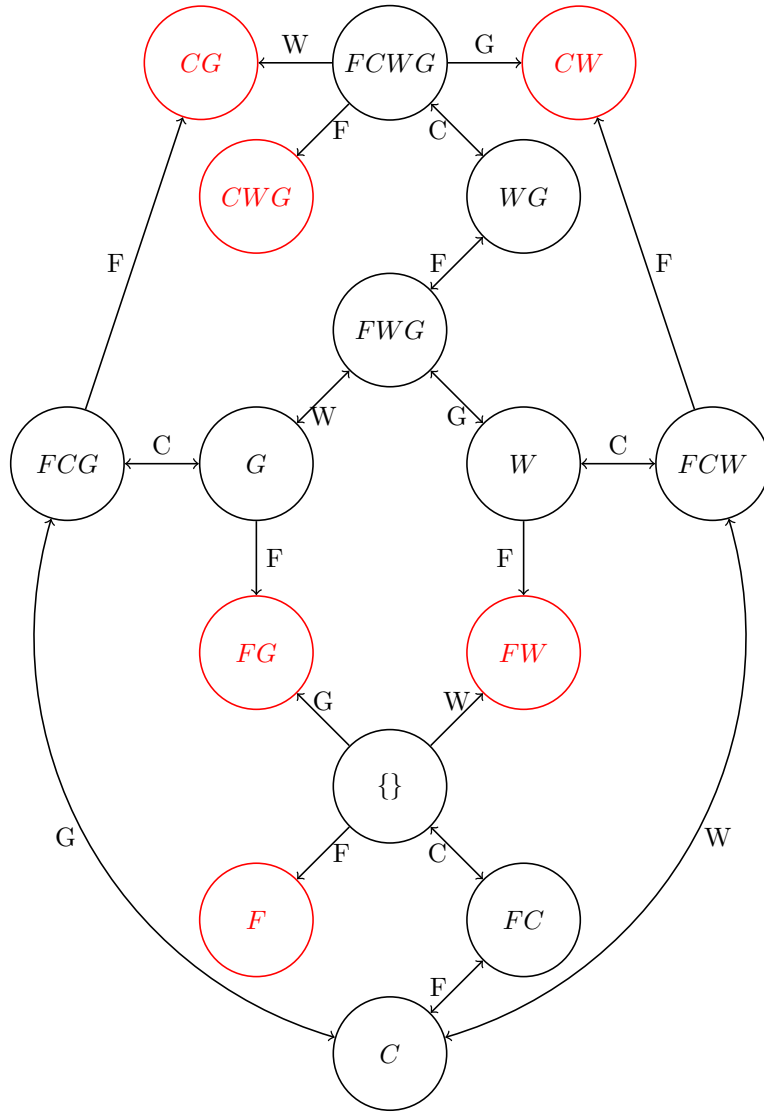 CG W FCWG G CW
F C
CWG WG
F F F
FWG
W G
FCG C G W C FCW
F F
FG FW
G W
{}
G F C W
F FC
F
C